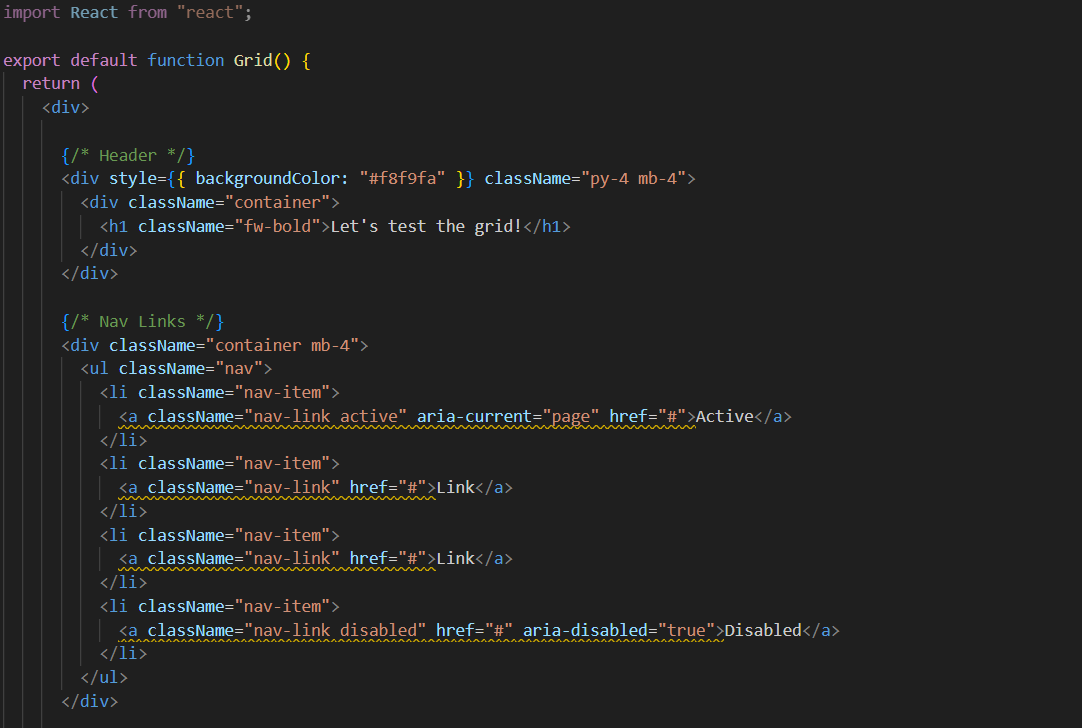 import React from "react";
export default function Grid() {
return (
<div>
{/* Header */}
<div style={{ backgroundColor: "#f8f9fa" }} className="py-4 mb-4">
<div className="container">
<h1 className="fw-bold">Let's test the grid!</h1>
</div>
</div>
{/* Nav Links */}
<div className="container mb-4">
<ul className="nav">
<li className="nav-item">
<a className="nav-link active" aria-current="page" href="#">Active</a>
</li>
<li className="nav-item">
<a className="nav-link" href="#">Link</a>
</li>
<li className="nav-item">
<a className="nav-link" href="#">Link</a>
</li>
<li className="nav-item">
<a className="nav-link disabled" href="#" aria-disabled="true">Disabled</a>
</li>
</ul>
</div>